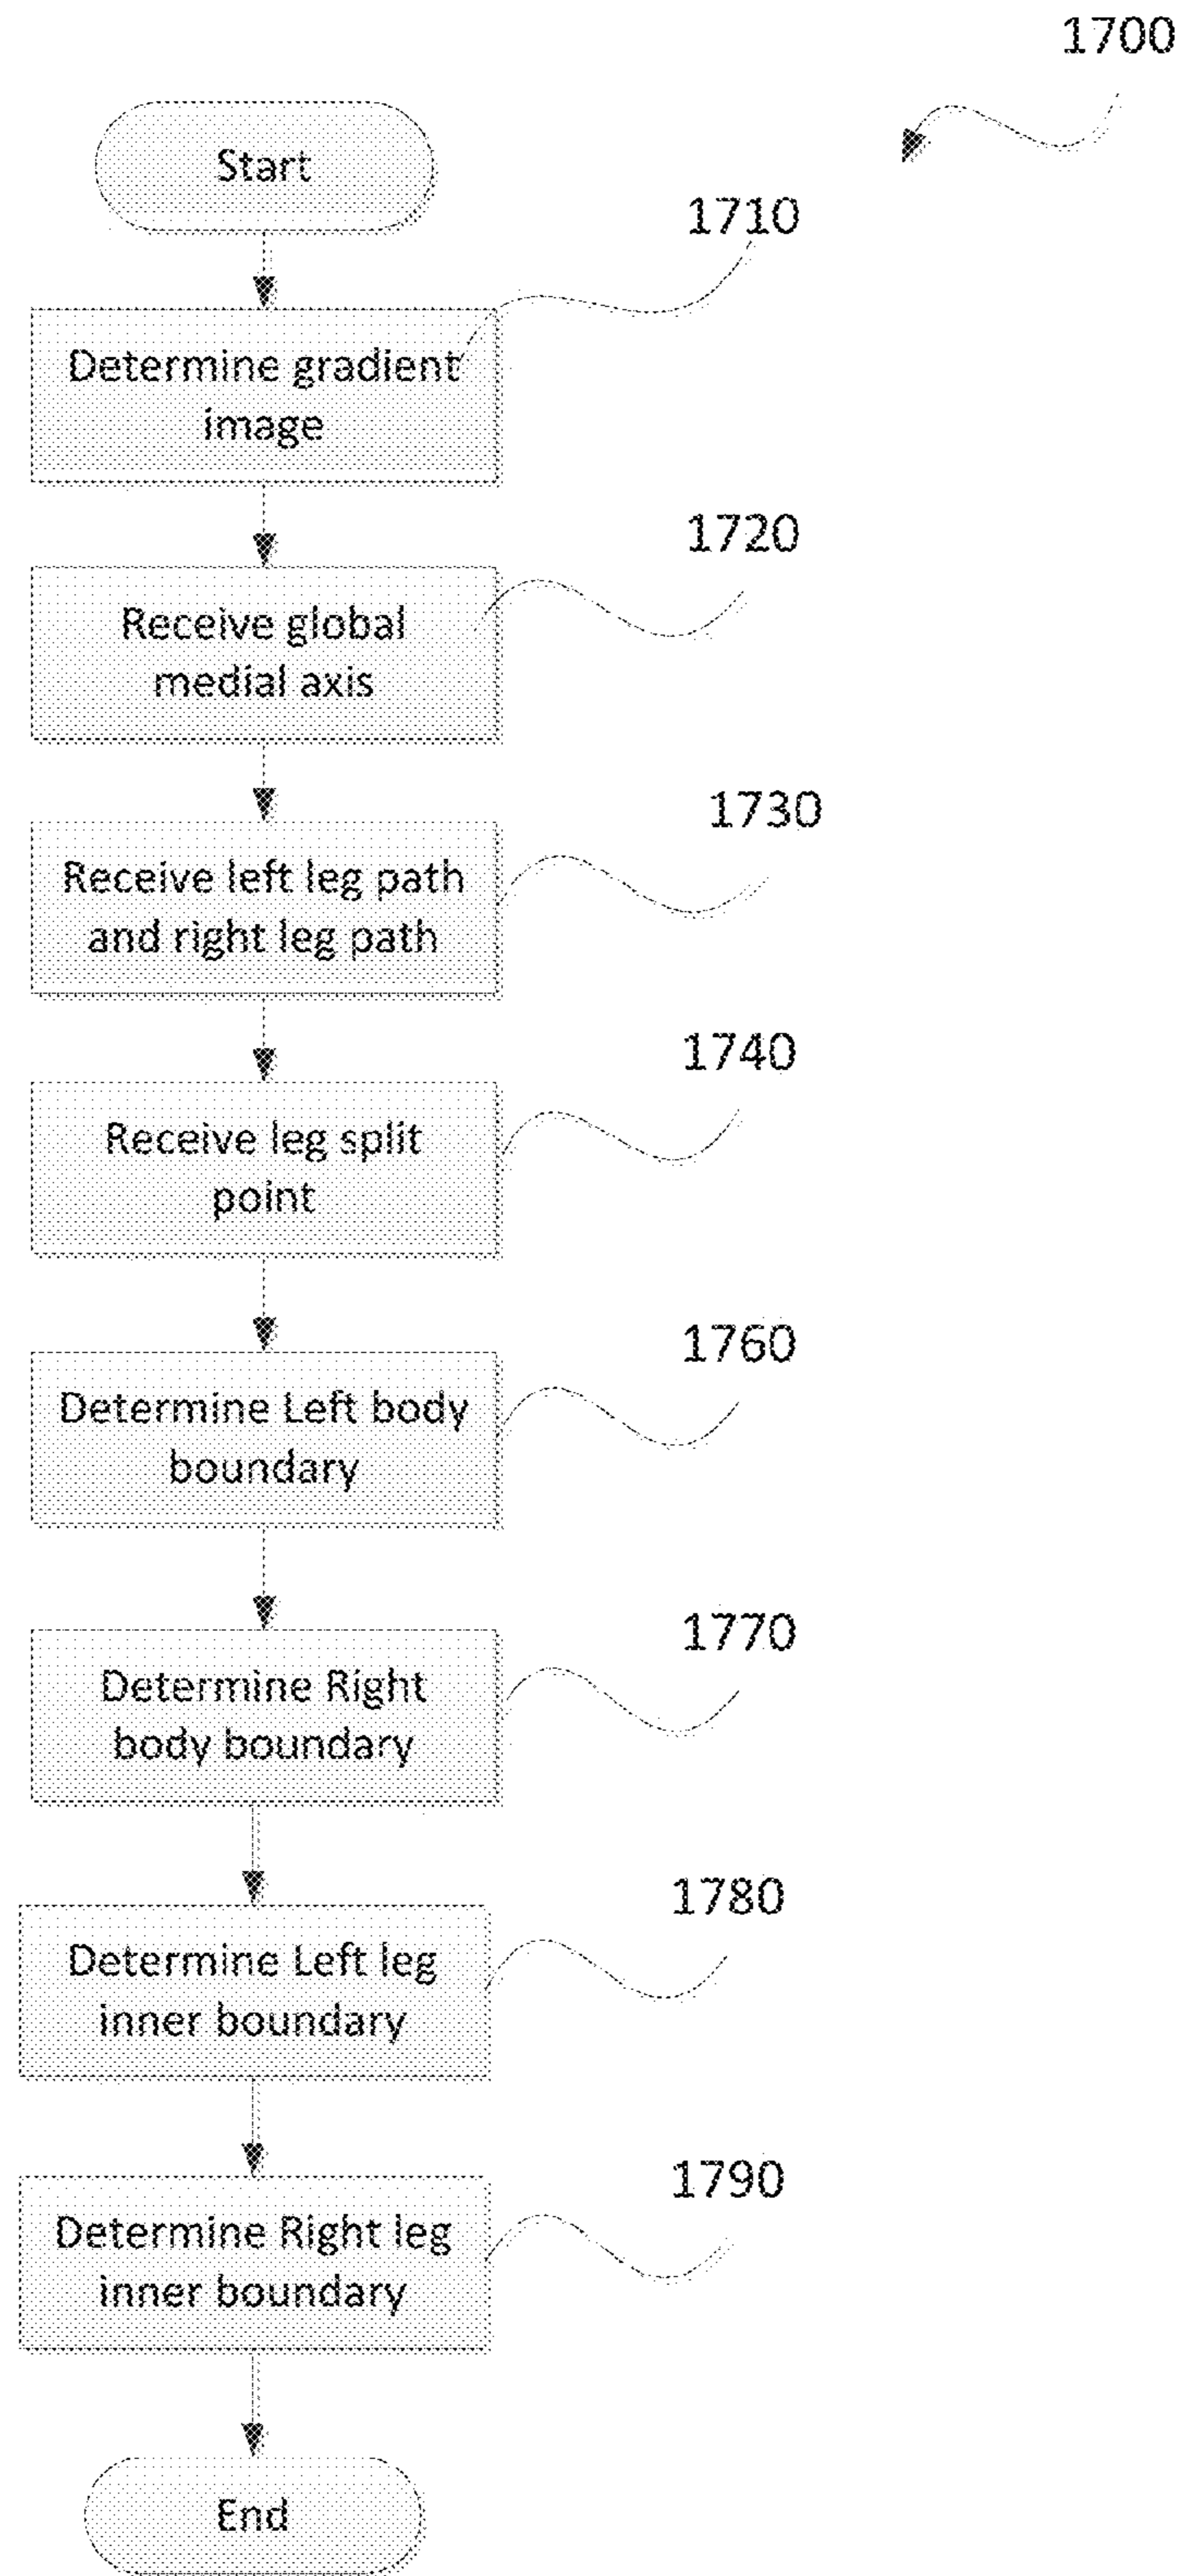 1700
Start
1710
Determine gradient
image
1720
Receive global
medial axis
1730
Receive left leg path
and right leg path
1740
Receive leg split
point
1760
Determine Left body
boundary
1770
Determine Right
body boundary
1780
Determine Left leg
inner boundary
1790
Determine Right leg
inner boundary
End